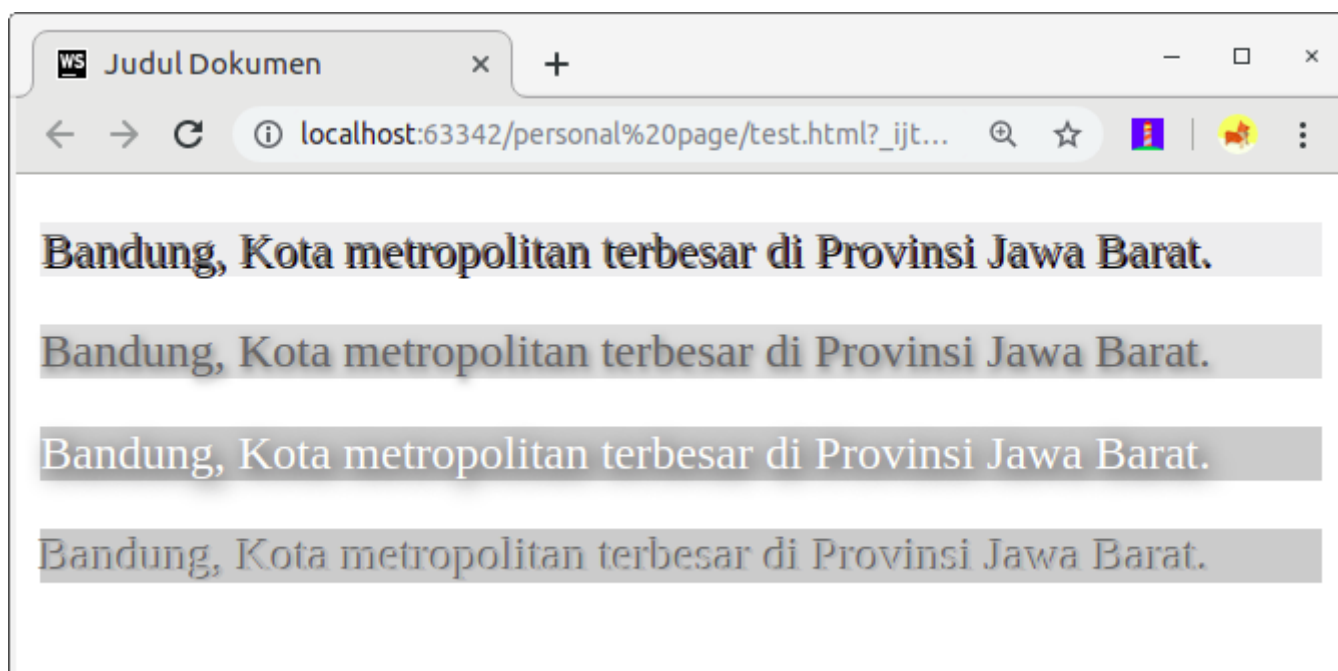 WS Judul Dokumen
localhost:63342/personal%20page/test.html?_ijt...
Bandung, Kota metropolitan terbesar di Provinsi Jawa Barat.
Bandung, Kota metropolitan terbesar di Provinsi Jawa Barat.
Bandung, Kota metropolitan terbesar di Provinsi Jawa Barat.
Bandung, Kota metropolitan terbesar di Provinsi Jawa Barat.